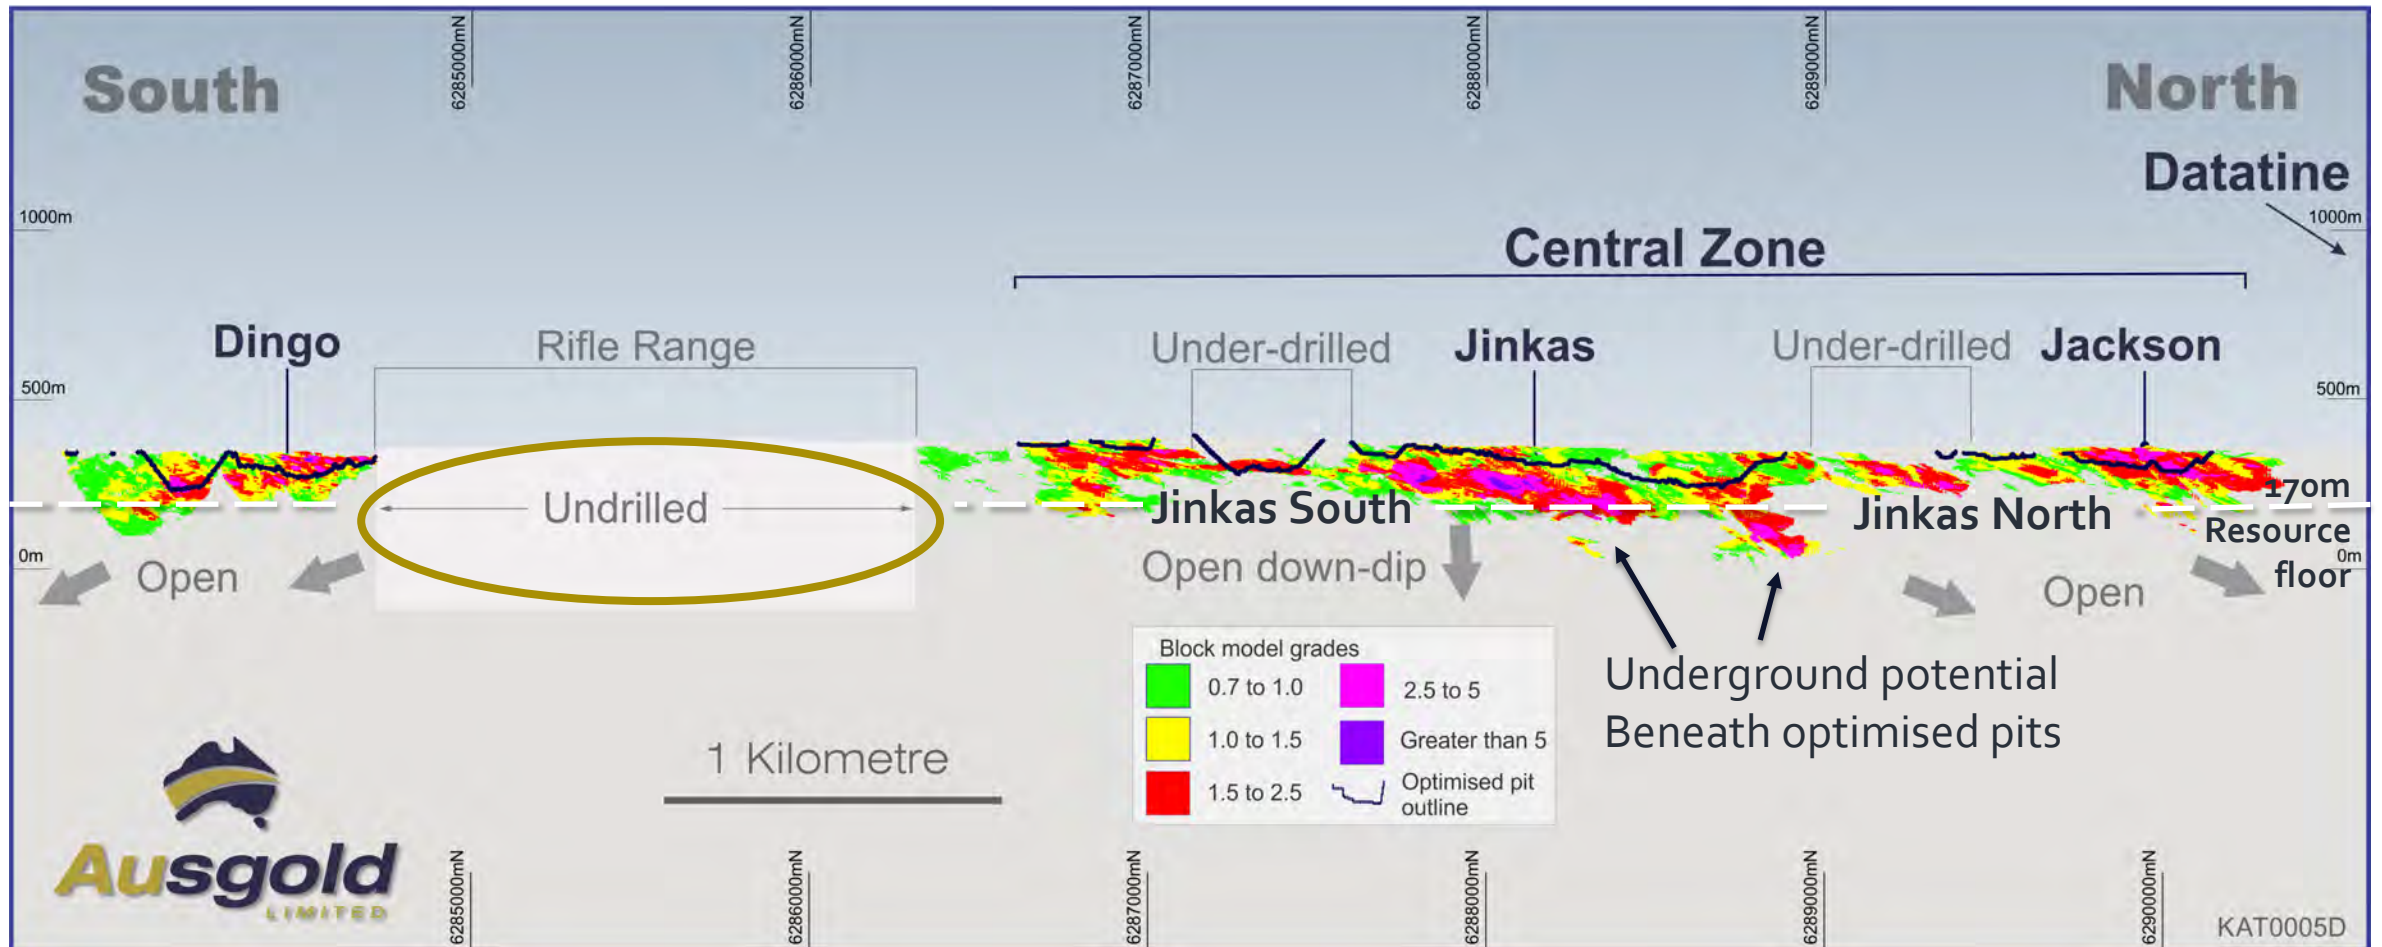 6285000mN
6286000mN
6287000mN
6288000mN
6289000mN
South
North
Datatine
1000m
1000m
Central Zone
Dingo
Rifle Range
Under-drilled
Jinkas
Under-drilled
Jackson
500m
500m
Undrilled
Jinkas South
Jinkas North
170m
Resource
floor
0m
0m
Open
Open down-dip
Open
Block model grades
0.7 to 1.0
2.5 to 5
1.0 to 1.5
Greater than 5
1.5 to 2.5
Optimised pit
outline
Underground potential
Beneath optimised pits
1 Kilometre
Ausgold
LIMITED
6285000mN
6286000mN
6287000mN
6288000mN
6289000mN
6290000mN
KAT0005D